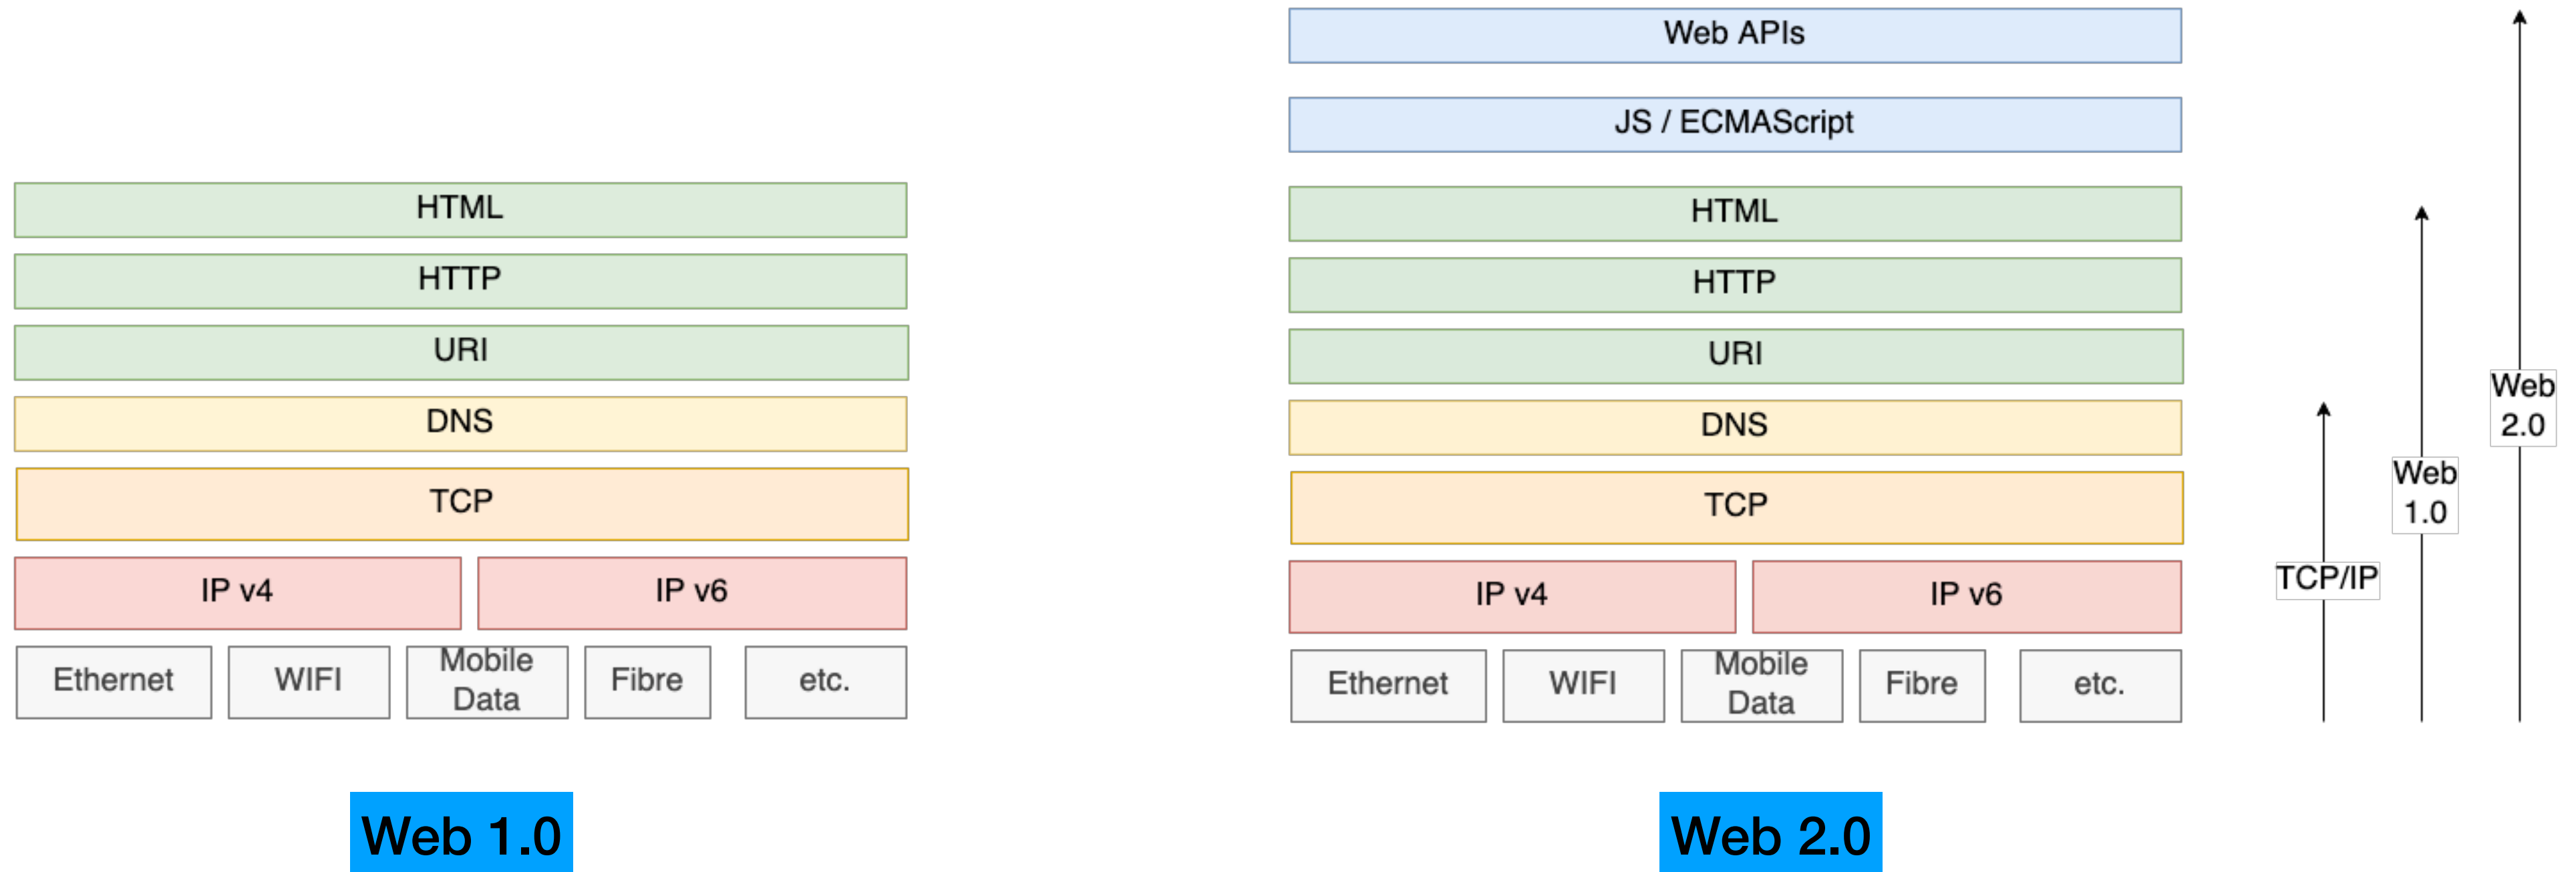 HTML
HTTP
URI
DNS
TCP
IP v4
IP v6
Ethernet
WIFI
Mobile
Data
Fibre
etc.
Web 1.0
Web APIs
JS / ECMAScript
HTML
HTTP
URI
DNS
TCP
IP v4
IP v6
Ethernet
WIFI
Mobile
Data
Fibre
etc.
Web 2.0
TCP/IP
Web
1.0
Web
2.0